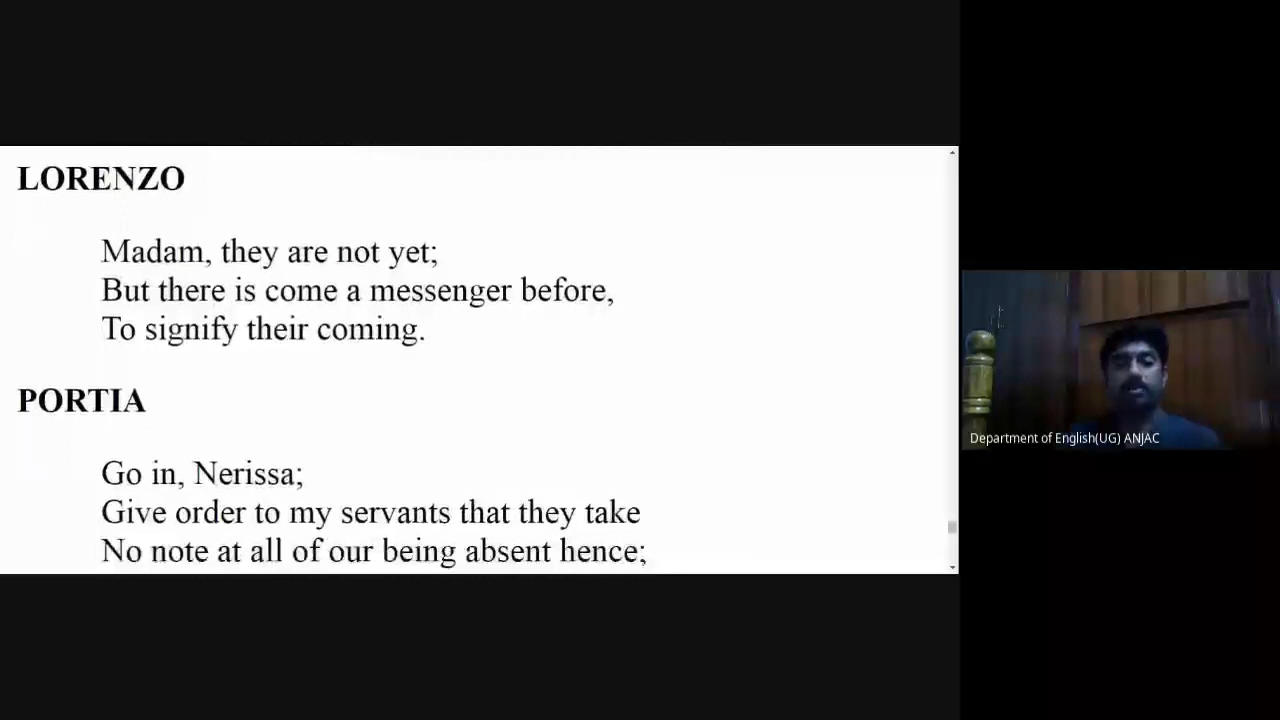 LORENZO
Madam, they are not yet;
But there is come a messenger before,
To signify their coming.
PORTIA
Go in, Nerissa;
Give order to my servants that they take
No note at all of our being absent hence;
Department of English(UG) ANJAC